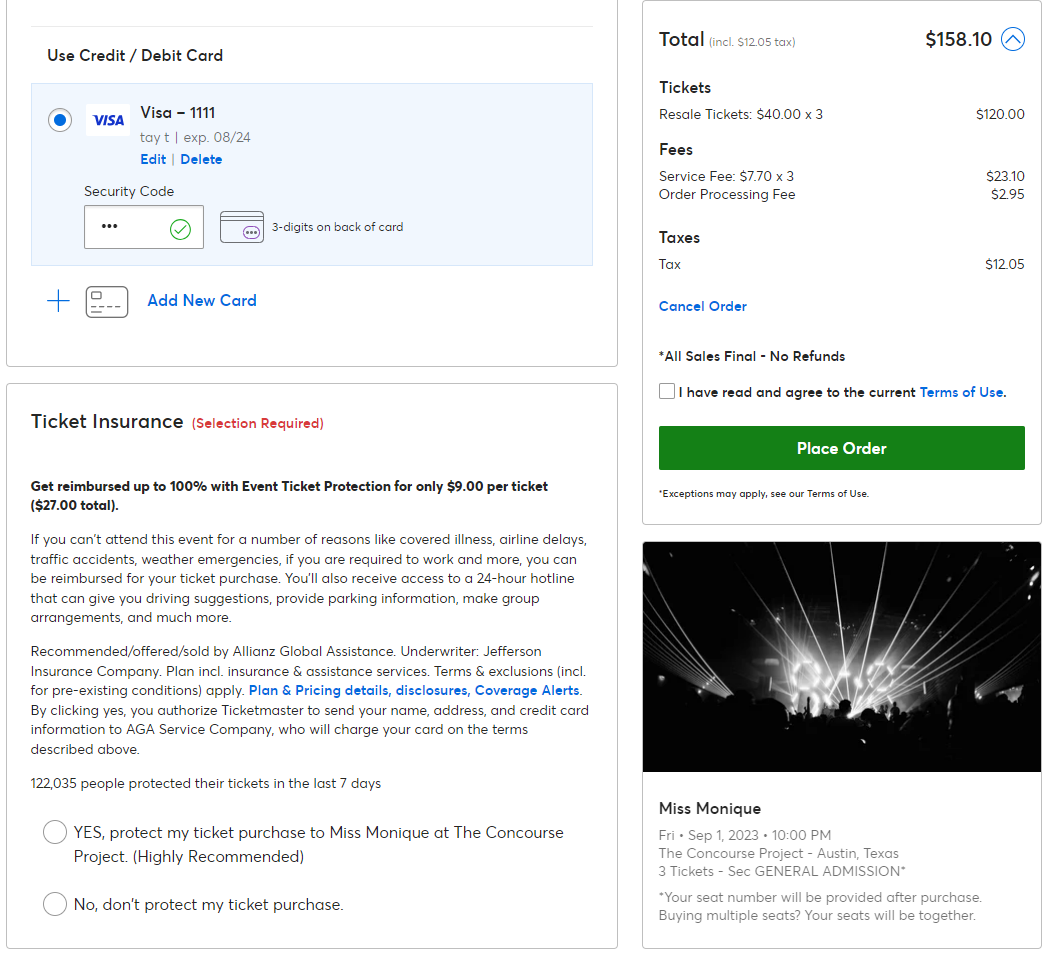 Use Credit / Debit Card
VISA
Visa – 1111
tay t | exp. 08/24
Edit | Delete
Security Code
•••
3-digits on back of card
Add New Card
Ticket Insurance (Selection Required)
Get reimbursed up to 100% with Event Ticket Protection for only $9.00 per ticket
($27.00 total).
If you can't attend this event for a number of reasons like covered illness, airline delays,
traffic accidents, weather emergencies, if you are required to work and more, you can
be reimbursed for your ticket purchase. You'll also receive access to a 24-hour hotline
that can give you driving suggestions, provide parking information, make group
arrangements, and much more.
Recommended/offered/sold by Allianz Global Assistance. Underwriter: Jefferson
Insurance Company. Plan incl. insurance & assistance services. Terms & exclusions (incl.
for pre-existing conditions) apply. Plan & Pricing details, disclosures, Coverage Alerts.
By clicking yes, you authorize Ticketmaster to send your name, address, and credit card
information to AGA Service Company, who will charge your card on the terms
described above.
122,035 people protected their tickets in the last 7 days
YES, protect my ticket purchase to Miss Monique at The Concourse
Project. (Highly Recommended)
No, don't protect my ticket purchase.
Total (incl. $12.05 tax) $158.10
Tickets
Resale Tickets: $40.00 x 3 $120.00
Fees
Service Fee: $7.70 x 3 $23.10
Order Processing Fee $2.95
Taxes
Tax $12.05
Cancel Order
*All Sales Final - No Refunds
I have read and agree to the current Terms of Use.
Place Order
*Exceptions may apply, see our Terms of Use.
Miss Monique
Fri • Sep 1, 2023 • 10:00 PM
The Concourse Project - Austin, Texas
3 Tickets - Sec GENERAL ADMISSION*
*Your seat number will be provided after purchase.
Buying multiple seats? Your seats will be together.